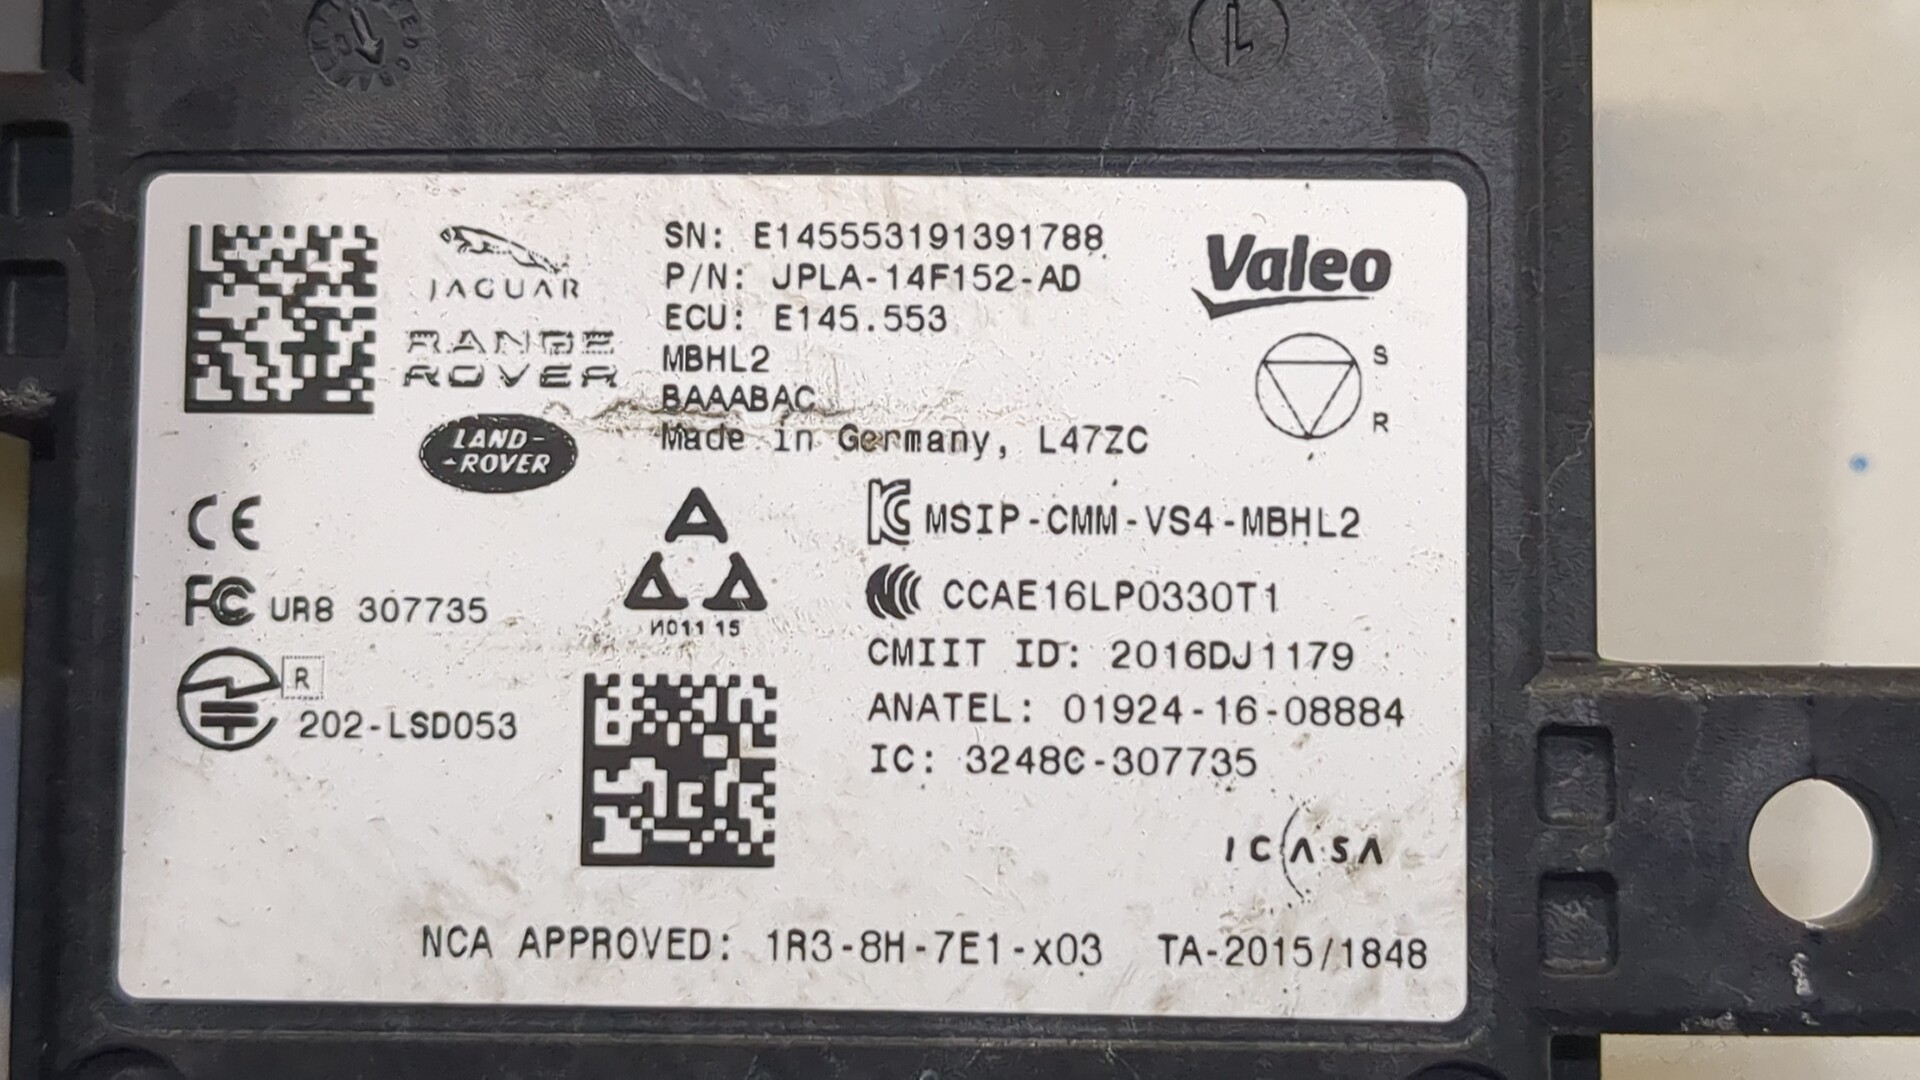 JAGUAR
RANGE
ROVER
LAND-
-ROVER
SN: E145553191391788
P/N: JPLA-14F152-AD
ECU: E145.553
MBHL2
BAAABAC
Made in Germany, L47ZC
Valeo
S
R
CE
FC UR8 307735
R
202-LSD053
И011 15
MSIP-CMM-VS4-MBHL2
CCAE16LP0330T1
CMIIT ID: 2016DJ1179
ANATEL: 01924-16-08884
IC: 3248C-307735
ICASA
NCA APPROVED: 1R3-8H-7E1-X03 TA-2015/1848